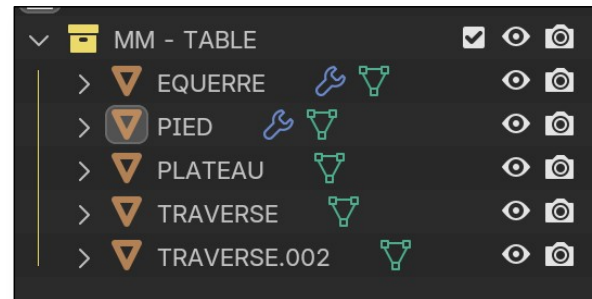 MM - TABLE
EQUERRE
PIED
PLATEAU
TRAVERSE
TRAVERSE.002